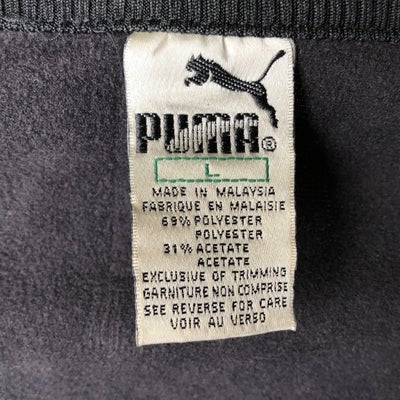 PUMA®
L
MADE IN MALAYSIA
FABRIQUE EN MALAISIE
69% POLYESTER
POLYESTER
31% ACETATE
ACETATE
EXCLUSIVE OF TRIMMING
GARNITURE NON COMPRISE
SEE REVERSE FOR CARE
VOIR AU VERSO